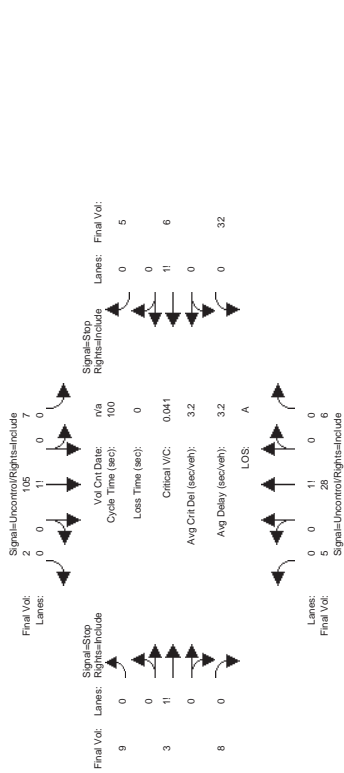 Signal=Uncontrol/Rights=Include
Final Vol: 2 105 7
Lanes: 0 0 1! 0 0
Signal=Stop
Rights=Include
Signal=Stop
Rights=Include
Final Vol: Lanes:
Vol Cnt Date: n/a
Lanes: Final Vol:
Cycle Time (sec): 100
9 0
0 5
0
Loss Time (sec): 0
0
3 1!
Critical V/C: 0.041
1! 6
0
Avg Crit Del (sec/veh): 3.2
0
8 0
Avg Delay (sec/veh): 3.2
0 32
LOS: A
Lanes: 0 0 1! 0 0
Final Vol: 5 28 6
Signal=Uncontrol/Rights=Include